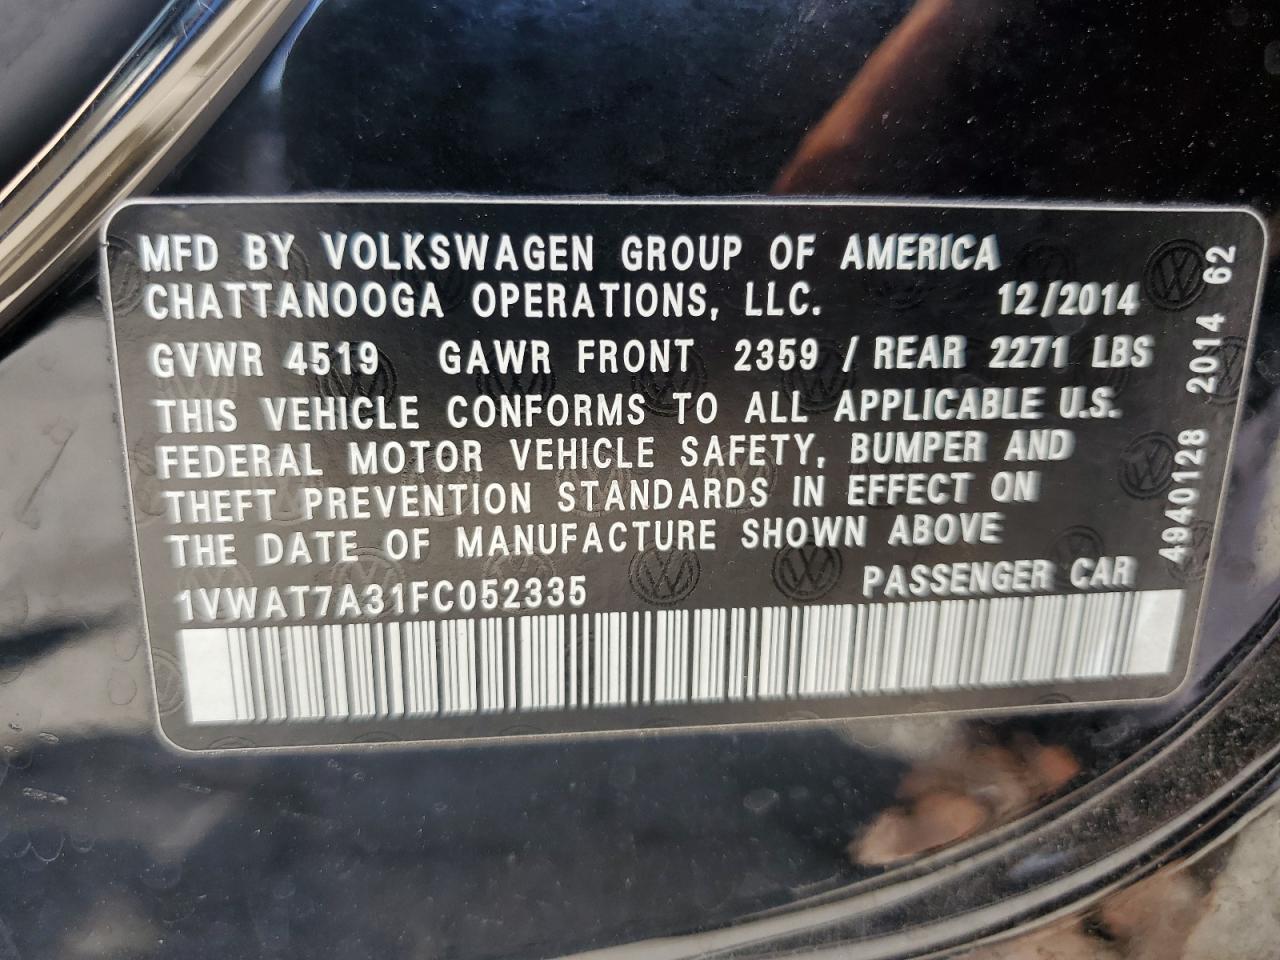 MFD BY VOLKSWAGEN GROUP OF AMERICA
CHATTANOOGA OPERATIONS, LLC. 12/2014
GVWR 4519 GAWR FRONT 2359 / REAR 2271 LBS
THIS VEHICLE CONFORMS TO ALL APPLICABLE U.S.
FEDERAL MOTOR VEHICLE SAFETY, BUMPER AND
THEFT PREVENTION STANDARDS IN EFFECT ON
THE DATE OF MANUFACTURE SHOWN ABOVE
1VWAT7A31FC052335 PASSENGER CAR
4940128 2014 62